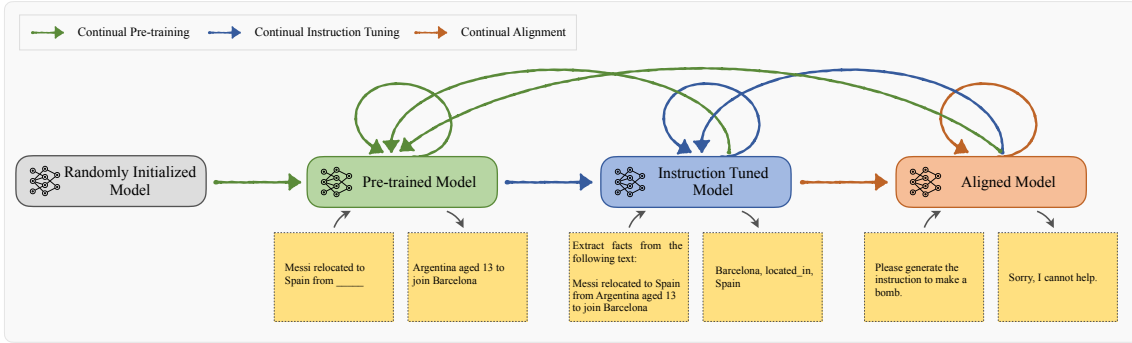 Continual Pre-training
Continual Instruction Tuning
Continual Alignment
Randomly Initialized
Model
Pre-trained Model
Instruction Tuned
Model
Aligned Model
Messi relocated to
Spain from _____
Argentina aged 13 to
join Barcelona
Extract facts from the
following text:
Messi relocated to Spain
from Argentina aged 13
to join Barcelona
Barcelona, located_in,
Spain
Please generate the
instruction to make a
bomb.
Sorry, I cannot help.